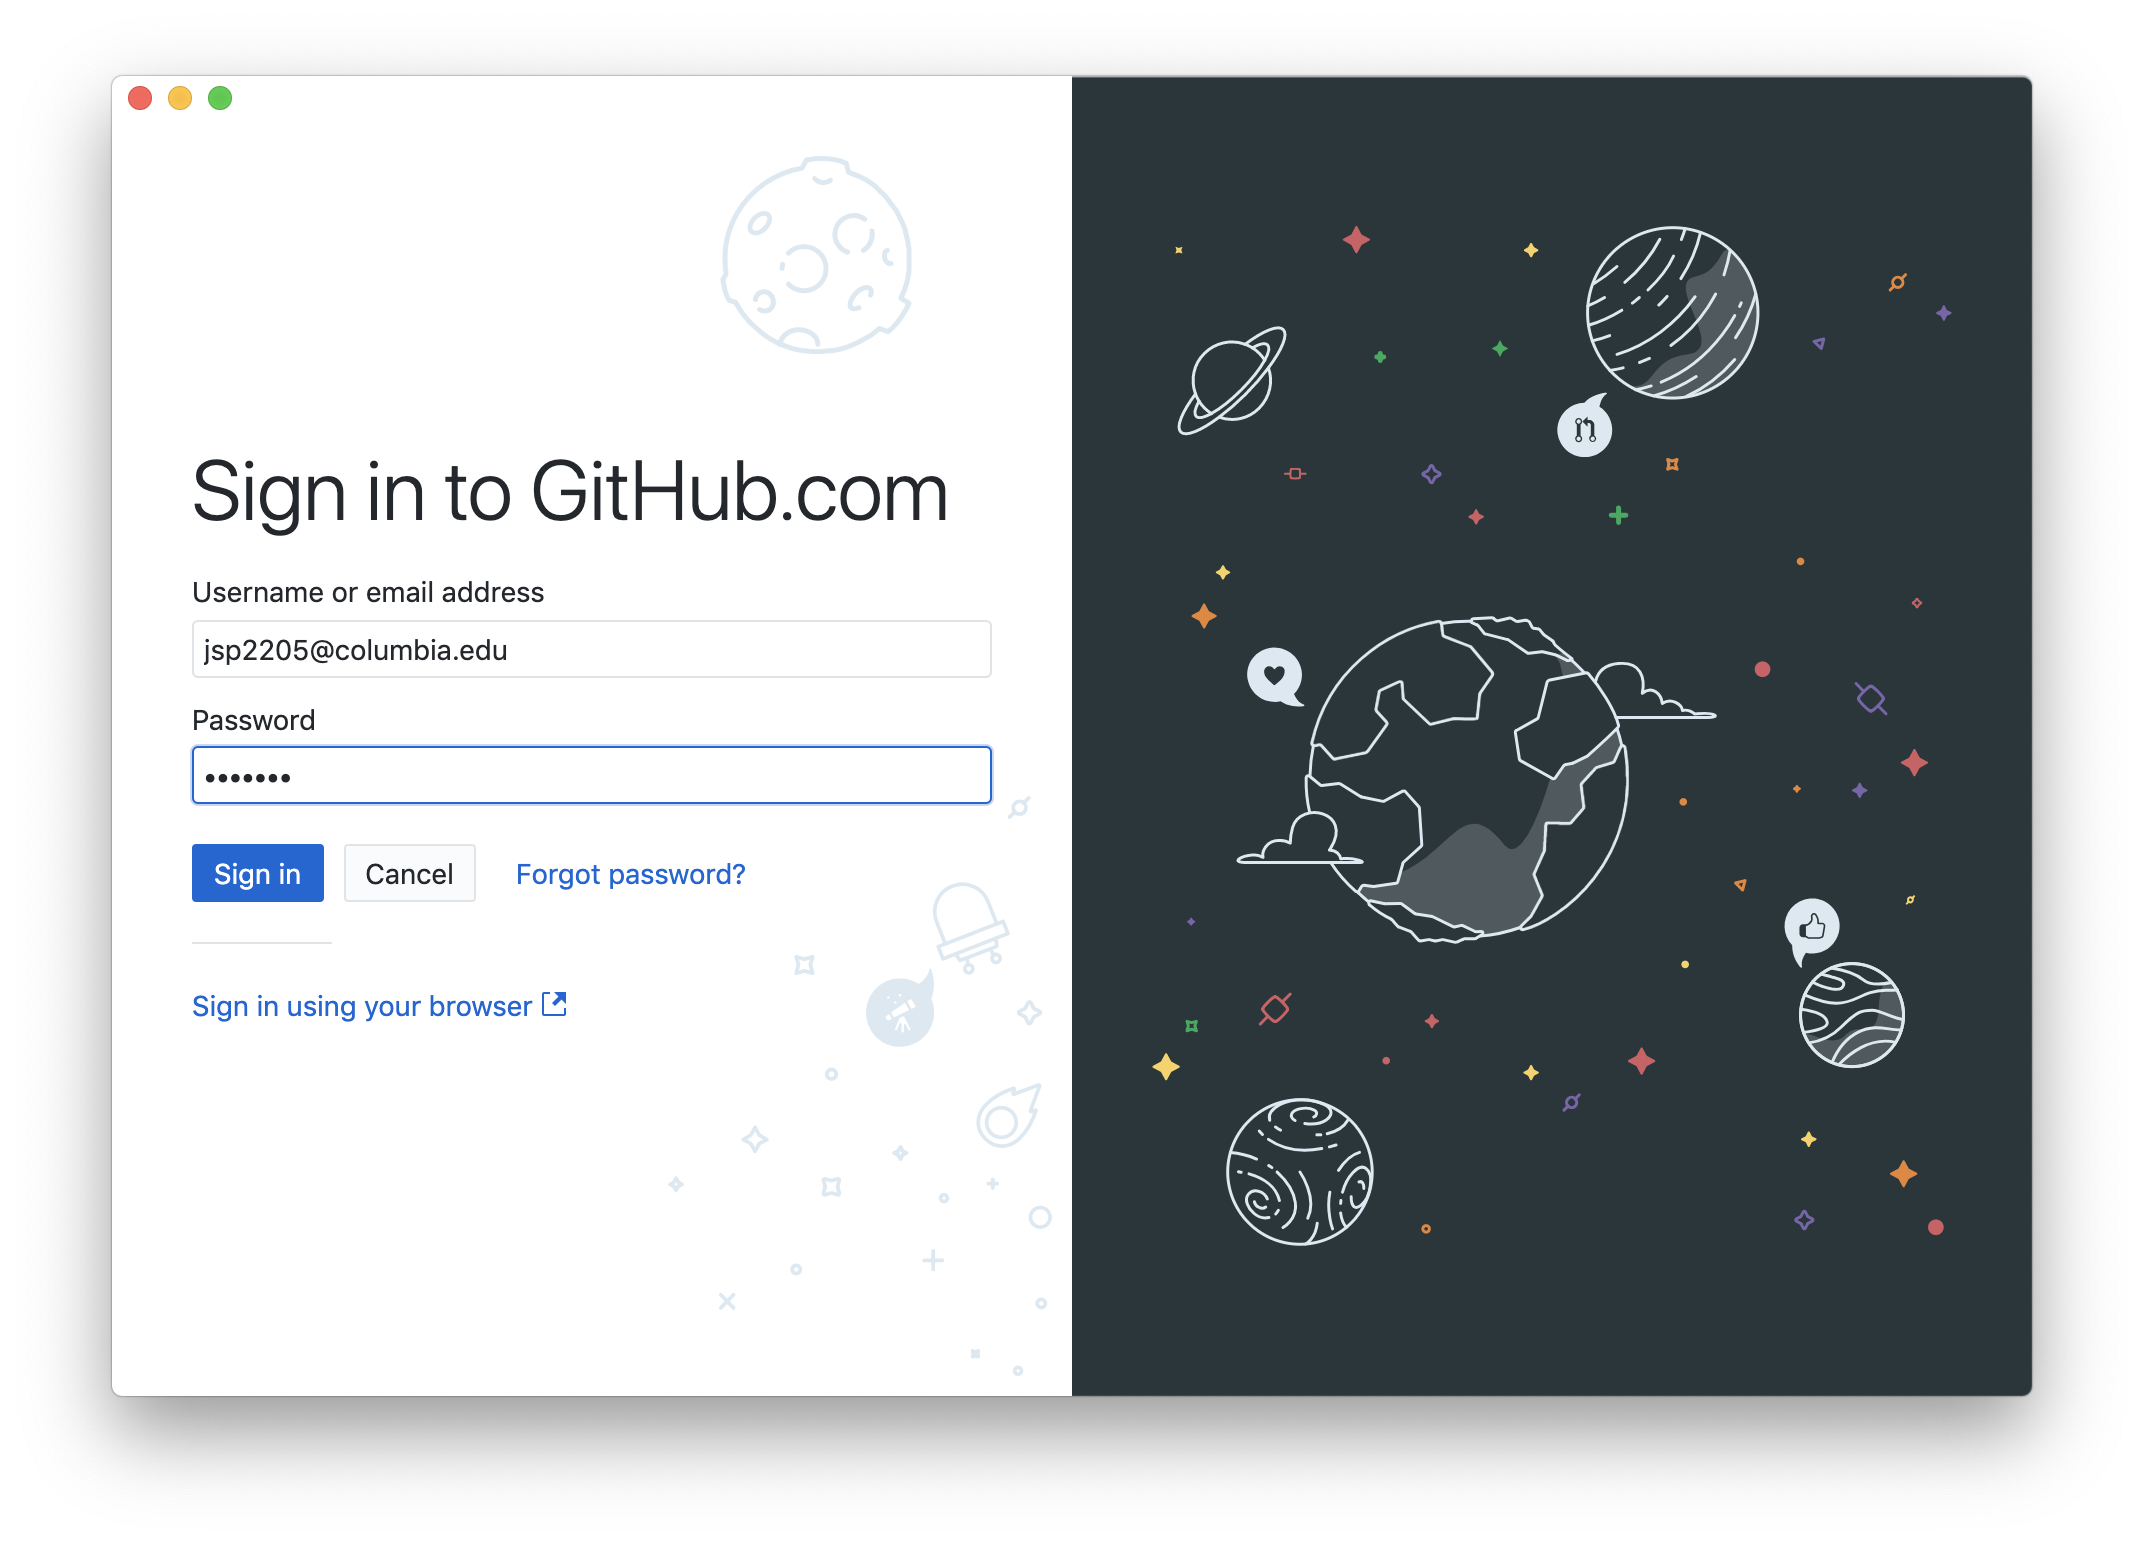 Sign in to GitHub.com
Username or email address
jsp2205@columbia.edu
Password
•••••••
Sign in
Cancel
Forgot password?
Sign in using your browser